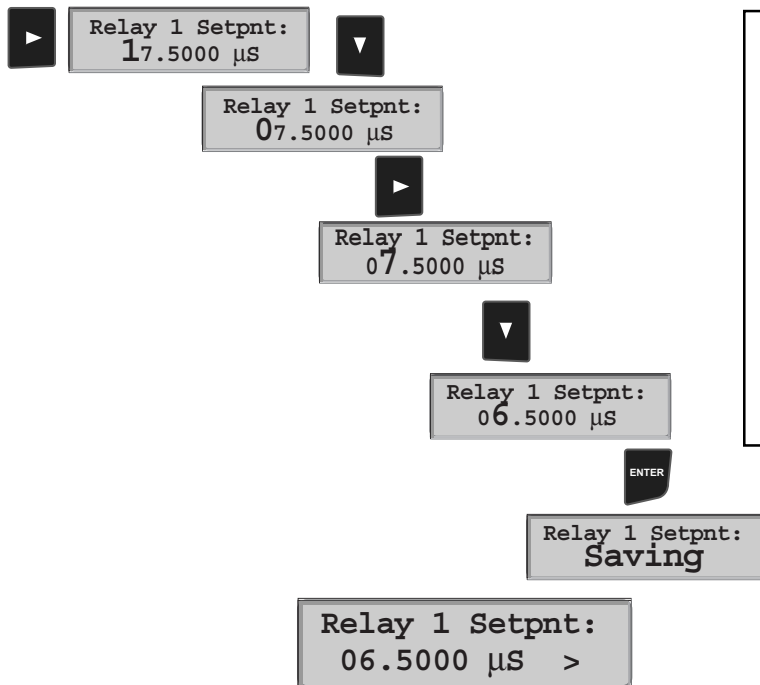 Relay 1 Setpnt:
17.5000 µS
Relay 1 Setpnt:
07.5000 µS
Relay 1 Setpnt:
07.5000 µS
Relay 1 Setpnt:
06.5000 µS
ENTER
Relay 1 Setpnt:
Saving
Relay 1 Setpnt:
06.5000 µS >